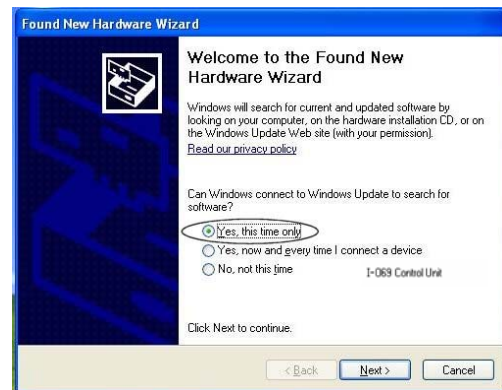 Found New Hardware Wizard
Welcome to the Found New
Hardware Wizard
Windows will search for current and updated software by
looking on your computer, on the hardware installation CD, or on
the Windows Update Web site (with your permission).
Read our privacy policy
Can Windows connect to Windows Update to search for
software?
Yes, this time only
Yes, now and every time I connect a device
No, not this time
I-069 Control Unit
Click Next to continue.
< Back
Next >
Cancel